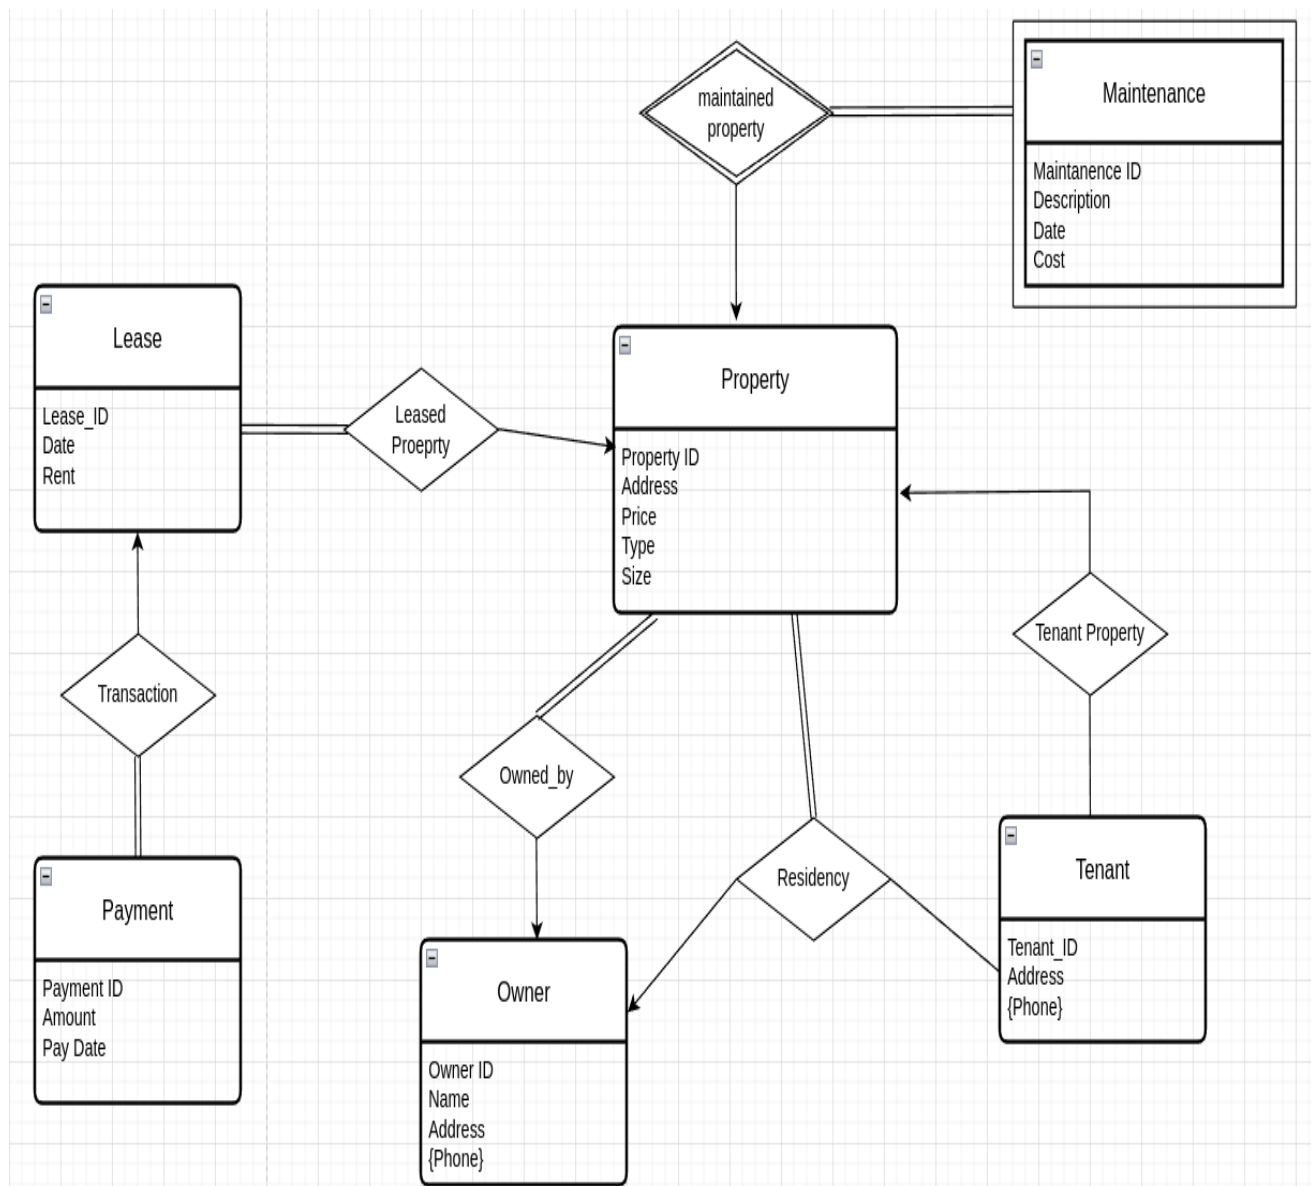 maintained
property
Maintenance
Maintanence ID
Description
Date
Cost
Lease
Lease_ID
Date
Rent
Leased
Proeprty
Property
Property ID
Address
Price
Type
Size
Tenant Property
Transaction
Owned_by
Residency
Tenant
Tenant_ID
Address
{Phone}
Payment
Payment ID
Amount
Pay Date
Owner
Owner ID
Name
Address
{Phone}